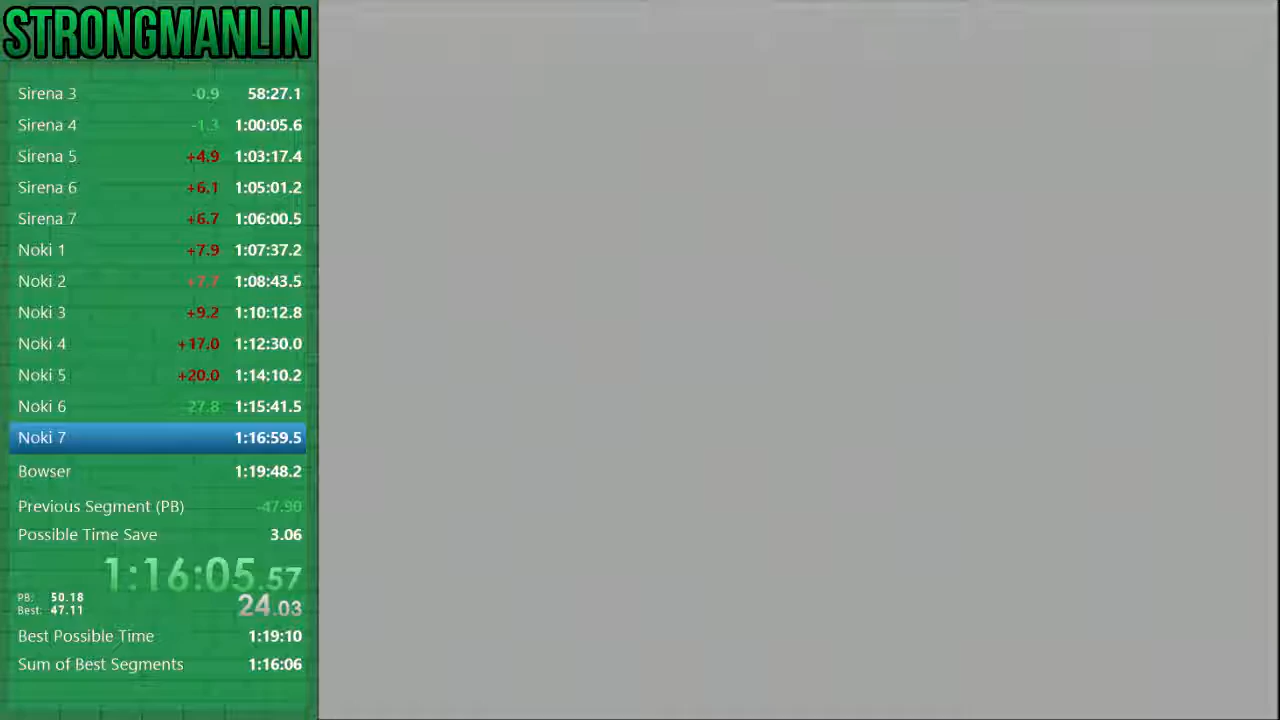 STRONGMANLIN
Sirena 3 -0.9 58:27.1
Sirena 4 -1.3 1:00:05.6
Sirena 5 +4.9 1:03:17.4
Sirena 6 +6.1 1:05:01.2
Sirena 7 +6.7 1:06:00.5
Noki 1 +7.9 1:07:37.2
Noki 2 +7.7 1:08:43.5
Noki 3 +9.2 1:10:12.8
Noki 4 +17.0 1:12:30.0
Noki 5 +20.0 1:14:10.2
Noki 6 -27.8 1:15:41.5
Noki 7 1:16:59.5
Bowser 1:19:48.2
Previous Segment (PB) -47.90
Possible Time Save 3.06
1:16:05.57
PB: 50.18
Best: 47.11 24.03
Best Possible Time 1:19:10
Sum of Best Segments 1:16:06